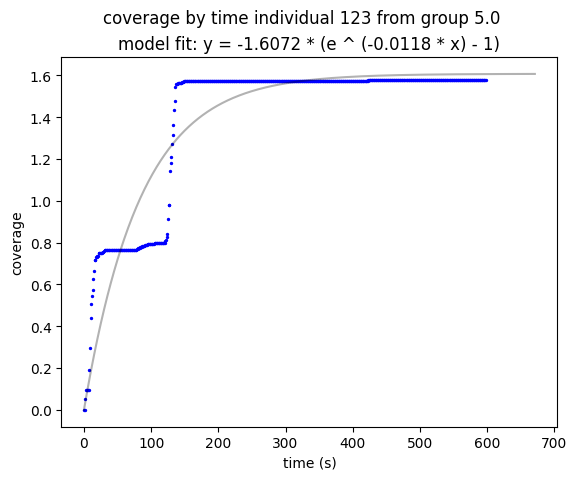 coverage by time individual 123 from group 5.0
model fit: y = -1.6072 * (e ^ (-0.0118 * x) - 1)
1.6
1.4
1.2
1.0
0.8
0.6
0.4
0.2
0.0
coverage
0 100 200 300 400 500 600 700
time (s)